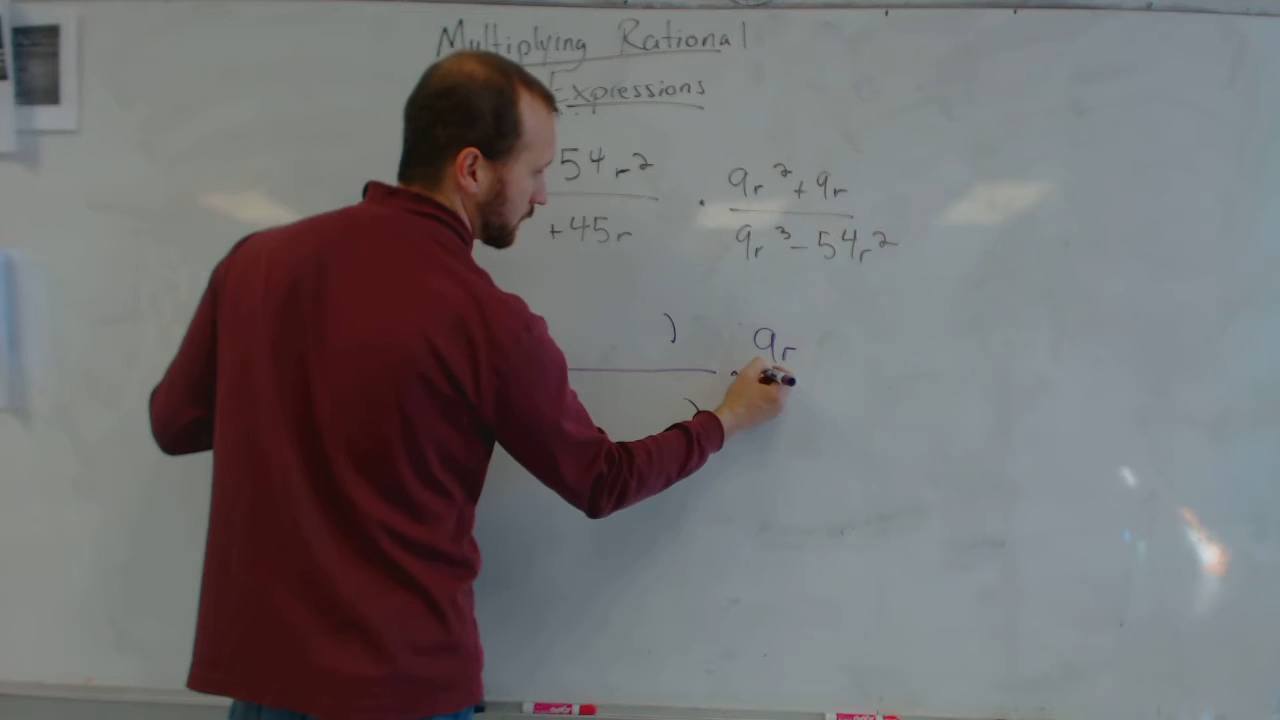 Multiplying Rational
Expressions
54r² · 9r² + 9r
+45r 9r³ - 54r²
) · 9r
)